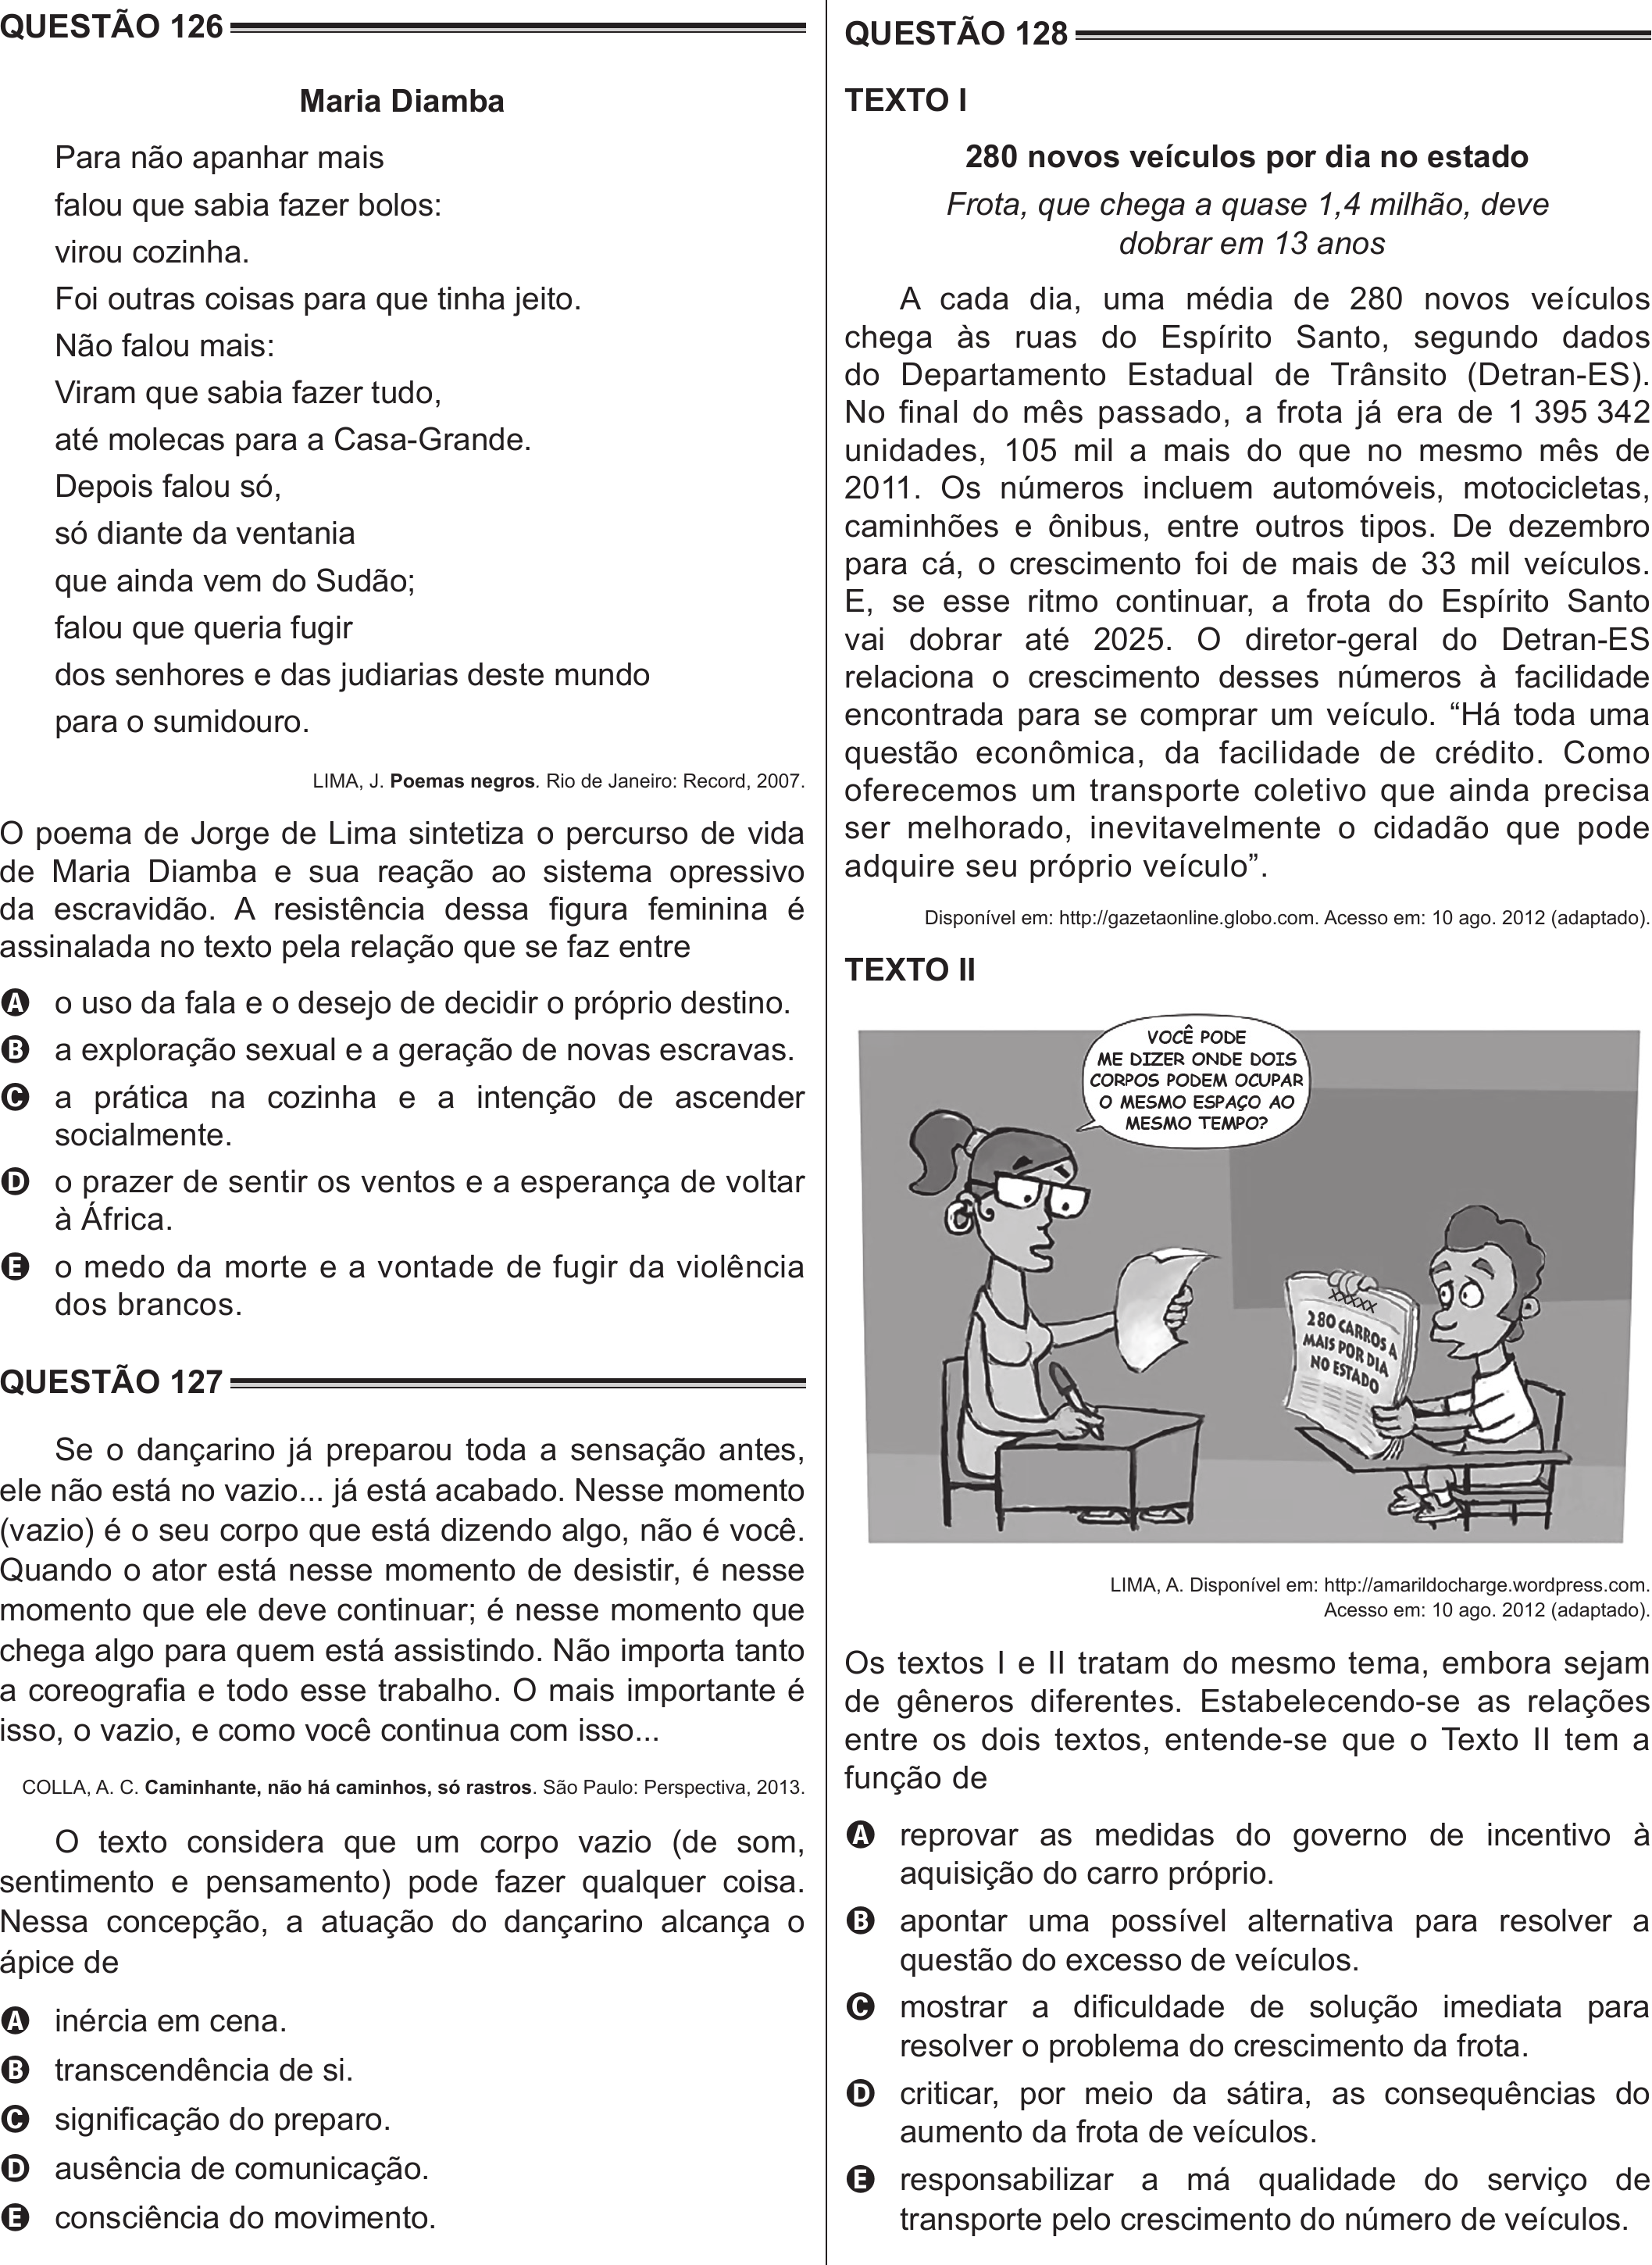 QUESTÃO 126
Maria Diamba
Para não apanhar mais
falou que sabia fazer bolos:
virou cozinha.
Foi outras coisas para que tinha jeito.
Não falou mais:
Viram que sabia fazer tudo,
até molecas para a Casa-Grande.
Depois falou só,
só diante da ventania
que ainda vem do Sudão;
falou que queria fugir
dos senhores e das judiarias deste mundo
para o sumidouro.
LIMA, J. Poemas negros. Rio de Janeiro: Record, 2007.
O poema de Jorge de Lima sintetiza o percurso de vida
de Maria Diamba e sua reação ao sistema opressivo
da escravidão. A resistência dessa figura feminina é
assinalada no texto pela relação que se faz entre
A o uso da fala e o desejo de decidir o próprio destino.
B a exploração sexual e a geração de novas escravas.
C a prática na cozinha e a intenção de ascender
socialmente.
D o prazer de sentir os ventos e a esperança de voltar
à África.
E o medo da morte e a vontade de fugir da violência
dos brancos.
QUESTÃO 127
Se o dançarino já preparou toda a sensação antes,
ele não está no vazio... já está acabado. Nesse momento
(vazio) é o seu corpo que está dizendo algo, não é você.
Quando o ator está nesse momento de desistir, é nesse
momento que ele deve continuar; é nesse momento que
chega algo para quem está assistindo. Não importa tanto
a coreografia e todo esse trabalho. O mais importante é
isso, o vazio, e como você continua com isso...
COLLA, A. C. Caminhante, não há caminhos, só rastros. São Paulo: Perspectiva, 2013.
O texto considera que um corpo vazio (de som,
sentimento e pensamento) pode fazer qualquer coisa.
Nessa concepção, a atuação do dançarino alcança o
ápice de
A inércia em cena.
B transcendência de si.
C significação do preparo.
D ausência de comunicação.
E consciência do movimento.
QUESTÃO 128
TEXTO I
280 novos veículos por dia no estado
Frota, que chega a quase 1,4 milhão, deve
dobrar em 13 anos
A cada dia, uma média de 280 novos veículos
chega às ruas do Espírito Santo, segundo dados
do Departamento Estadual de Trânsito (Detran-ES).
No final do mês passado, a frota já era de 1 395 342
unidades, 105 mil a mais do que no mesmo mês de
2011. Os números incluem automóveis, motocicletas,
caminhões e ônibus, entre outros tipos. De dezembro
para cá, o crescimento foi de mais de 33 mil veículos.
E, se esse ritmo continuar, a frota do Espírito Santo
vai dobrar até 2025. O diretor-geral do Detran-ES
relaciona o crescimento desses números à facilidade
encontrada para se comprar um veículo. “Há toda uma
questão econômica, da facilidade de crédito. Como
oferecemos um transporte coletivo que ainda precisa
ser melhorado, inevitavelmente o cidadão que pode
adquire seu próprio veículo”.
Disponível em: http://gazetaonline.globo.com. Acesso em: 10 ago. 2012 (adaptado).
TEXTO II
VOCÊ PODE
ME DIZER ONDE DOIS
CORPOS PODEM OCUPAR
O MESMO ESPAÇO AO
MESMO TEMPO?
XXXXX
280 CARROS A
MAIS POR DIA
NO ESTADO
LIMA, A. Disponível em: http://amarildocharge.wordpress.com.
Acesso em: 10 ago. 2012 (adaptado).
Os textos I e II tratam do mesmo tema, embora sejam
de gêneros diferentes. Estabelecendo-se as relações
entre os dois textos, entende-se que o Texto II tem a
função de
A reprovar as medidas do governo de incentivo à
aquisição do carro próprio.
B apontar uma possível alternativa para resolver a
questão do excesso de veículos.
C mostrar a dificuldade de solução imediata para
resolver o problema do crescimento da frota.
D criticar, por meio da sátira, as consequências do
aumento da frota de veículos.
E responsabilizar a má qualidade do serviço de
transporte pelo crescimento do número de veículos.